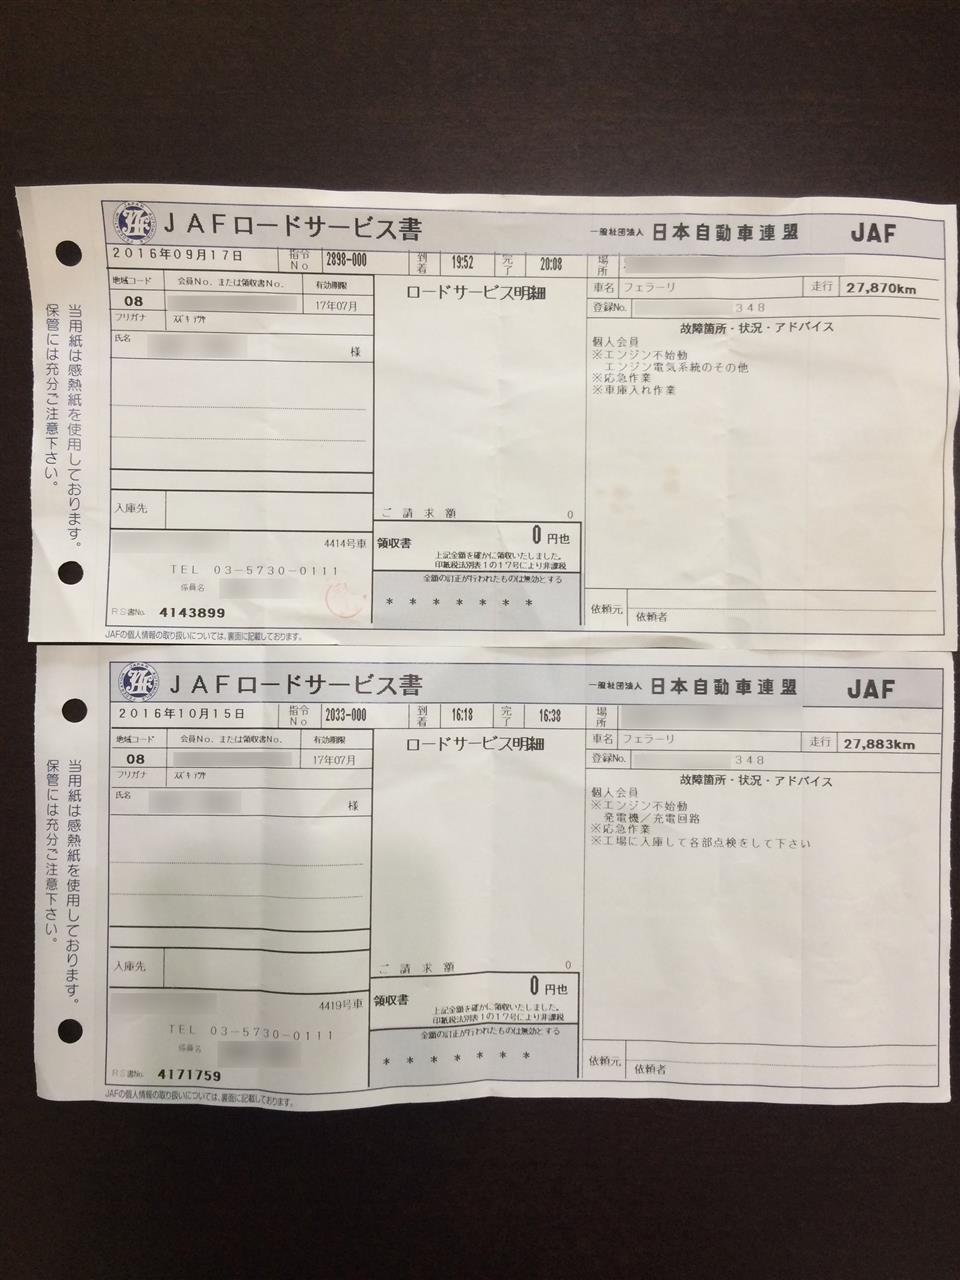 当用紙は感熱紙を使用しております。
保管には充分ご注意下さい。
JAFロードサービス書
一般社団法人 日本自動車連盟 JAF
2016年09月17日 指令No 2898-000 到着 19:52 完了 20:08 場所
地域コード 会員No. または領収書No. 有効期限
08 17年07月
フリガナ ｽｽﾞｷ
氏名
様
入庫先
4414号車
TEL 03-5730-0111
係員名
RS書No. 4143899
JAFの個人情報の取り扱いについては、裏面に記載しております。
ロードサービス明細
ご請求額 0
領収書 0 円也
上記金額を確かに領収いたしました。
印紙税法別表1の17号により非課税
金額の訂正が行われたものは無効とする
* * * * * * *
車名 フェラーリ 走行 27,870km
登録No. 348
故障箇所・状況・アドバイス
個人会員
※エンジン不始動
エンジン電気系統のその他
※応急作業
※車庫入れ作業
依頼元 依頼者
当用紙は感熱紙を使用しております。
保管には充分ご注意下さい。
JAFロードサービス書
一般社団法人 日本自動車連盟 JAF
2016年10月15日 指令No 2033-000 到着 16:18 完了 16:38 場所
地域コード 会員No. または領収書No. 有効期限
08 17年07月
フリガナ ｽｽﾞｷ
氏名
様
入庫先
4419号車
TEL 03-5730-0111
係員名
RS書No. 4171759
JAFの個人情報の取り扱いについては、裏面に記載しております。
ロードサービス明細
ご請求額 0
領収書 0 円也
上記金額を確かに領収いたしました。
印紙税法別表1の17号により非課税
金額の訂正が行われたものは無効とする
* * * * * * *
車名 フェラーリ 走行 27,883km
登録No. 348
故障箇所・状況・アドバイス
個人会員
※エンジン不始動
発電機／充電回路
※応急作業
※工場に入庫して各部点検をして下さい
依頼元 依頼者